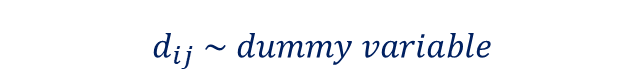 d_{ij} ~ dummy variable